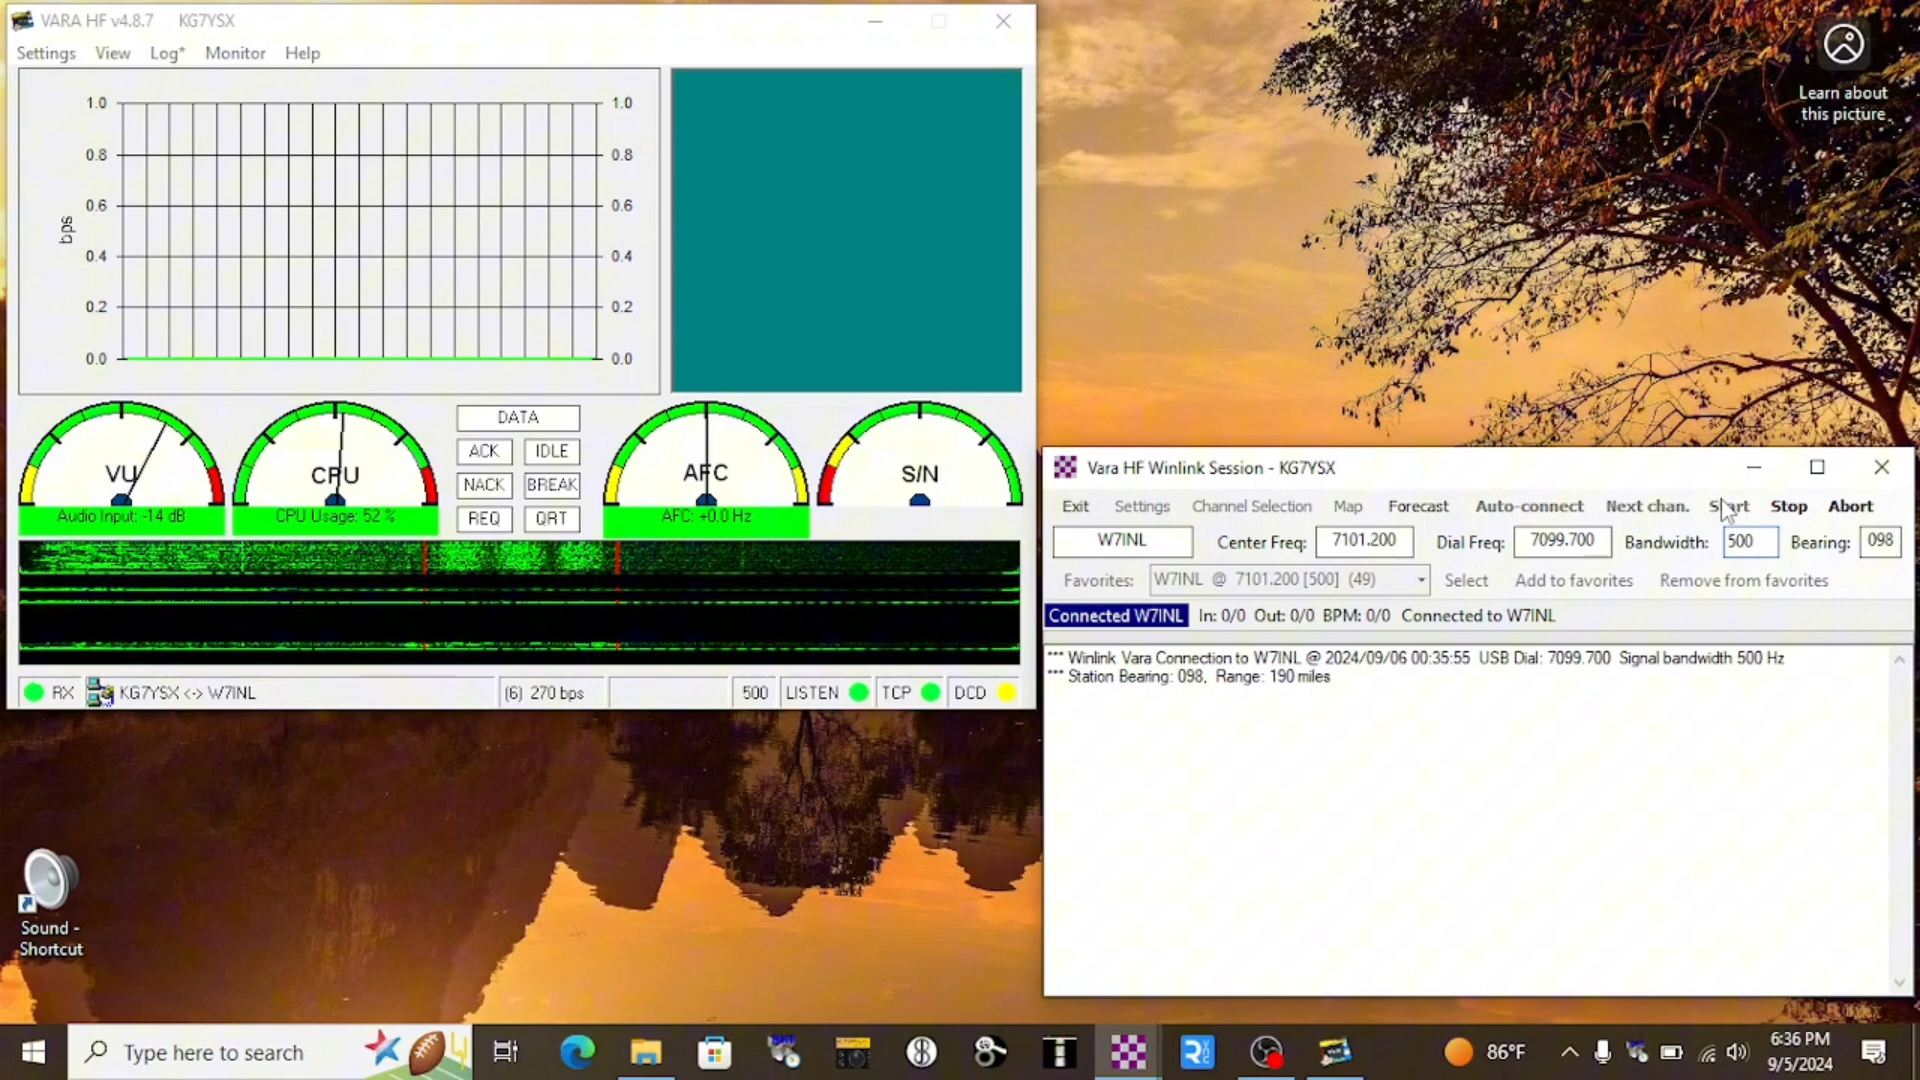 VARA HF v4.8.7 KG7YSX
Settings View Log* Monitor Help
1.0 1.0
0.8 0.8
0.6 0.6
bps
0.4 0.4
0.2 0.2
0.0 0.0
VU
Audio Input: -14 dB
CPU
CPU Usage: 52 %
DATA
ACK IDLE
NACK BREAK
REQ QRT
AFC
AFC: +0.0 Hz
S/N
RX KG7YSX <-> W7INL (6) 270 bps 500 LISTEN TCP DCD
Learn about
this picture
Vara HF Winlink Session - KG7YSX
Exit Settings Channel Selection Map Forecast Auto-connect Next chan. Start Stop Abort
W7INL Center Freq: 7101.200 Dial Freq: 7099.700 Bandwidth: 500 Bearing: 098
Favorites: W7INL @ 7101.200 [500] (49) Select Add to favorites Remove from favorites
Connected W7INL In: 0/0 Out: 0/0 BPM: 0/0 Connected to W7INL
*** Winlink Vara Connection to W7INL @ 2024/09/06 00:35:55 USB Dial: 7099.700 Signal bandwidth 500 Hz
*** Station Bearing: 098, Range: 190 miles
Sound -
Shortcut
Type here to search
86°F
6:36 PM
9/5/2024